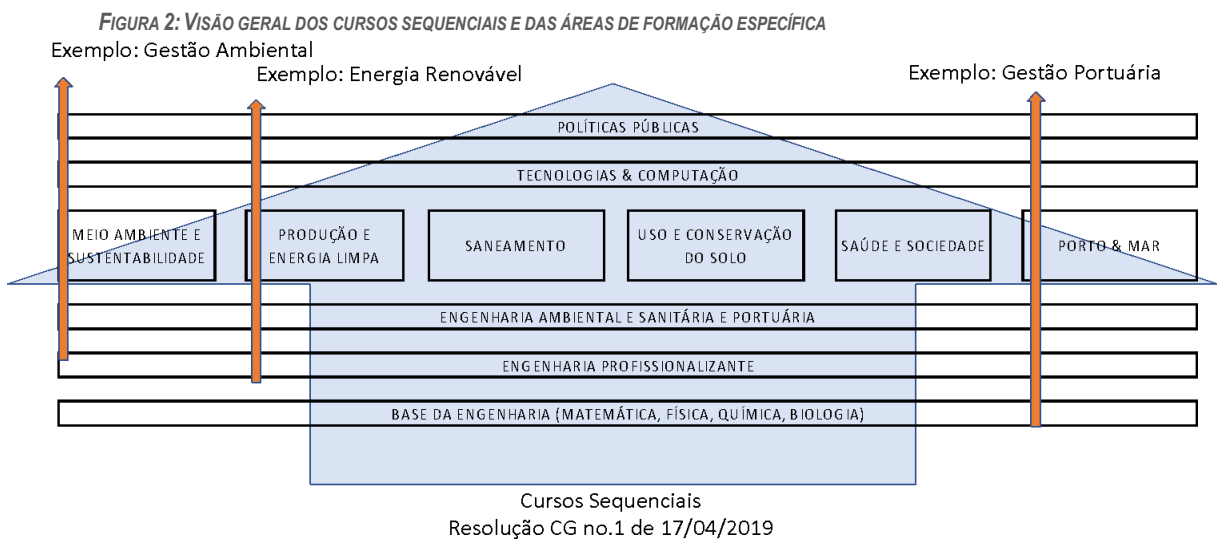 FIGURA 2: VISÃO GERAL DOS CURSOS SEQUENCIAIS E DAS ÁREAS DE FORMAÇÃO ESPECÍFICA
Exemplo: Gestão Ambiental
Exemplo: Energia Renovável
Exemplo: Gestão Portuária
POLÍTICAS PÚBLICAS
TECNOLOGIAS & COMPUTAÇÃO
MEIO AMBIENTE E
SUSTENTABILIDADE
PRODUÇÃO E
ENERGIA LIMPA
SANEAMENTO
USO E CONSERVAÇÃO
DO SOLO
SAÚDE E SOCIEDADE
PORTO & MAR
ENGENHARIA AMBIENTAL E SANITÁRIA E PORTUÁRIA
ENGENHARIA PROFISSIONALIZANTE
BASE DA ENGENHARIA (MATEMÁTICA, FÍSICA, QUÍMICA, BIOLOGIA)
Cursos Sequenciais
Resolução CG no.1 de 17/04/2019